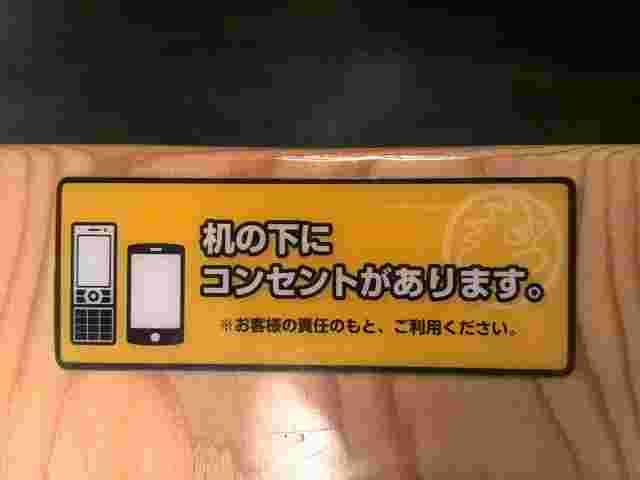 机の下に
コンセントがあります。
※お客様の責任のもと、ご利用ください。